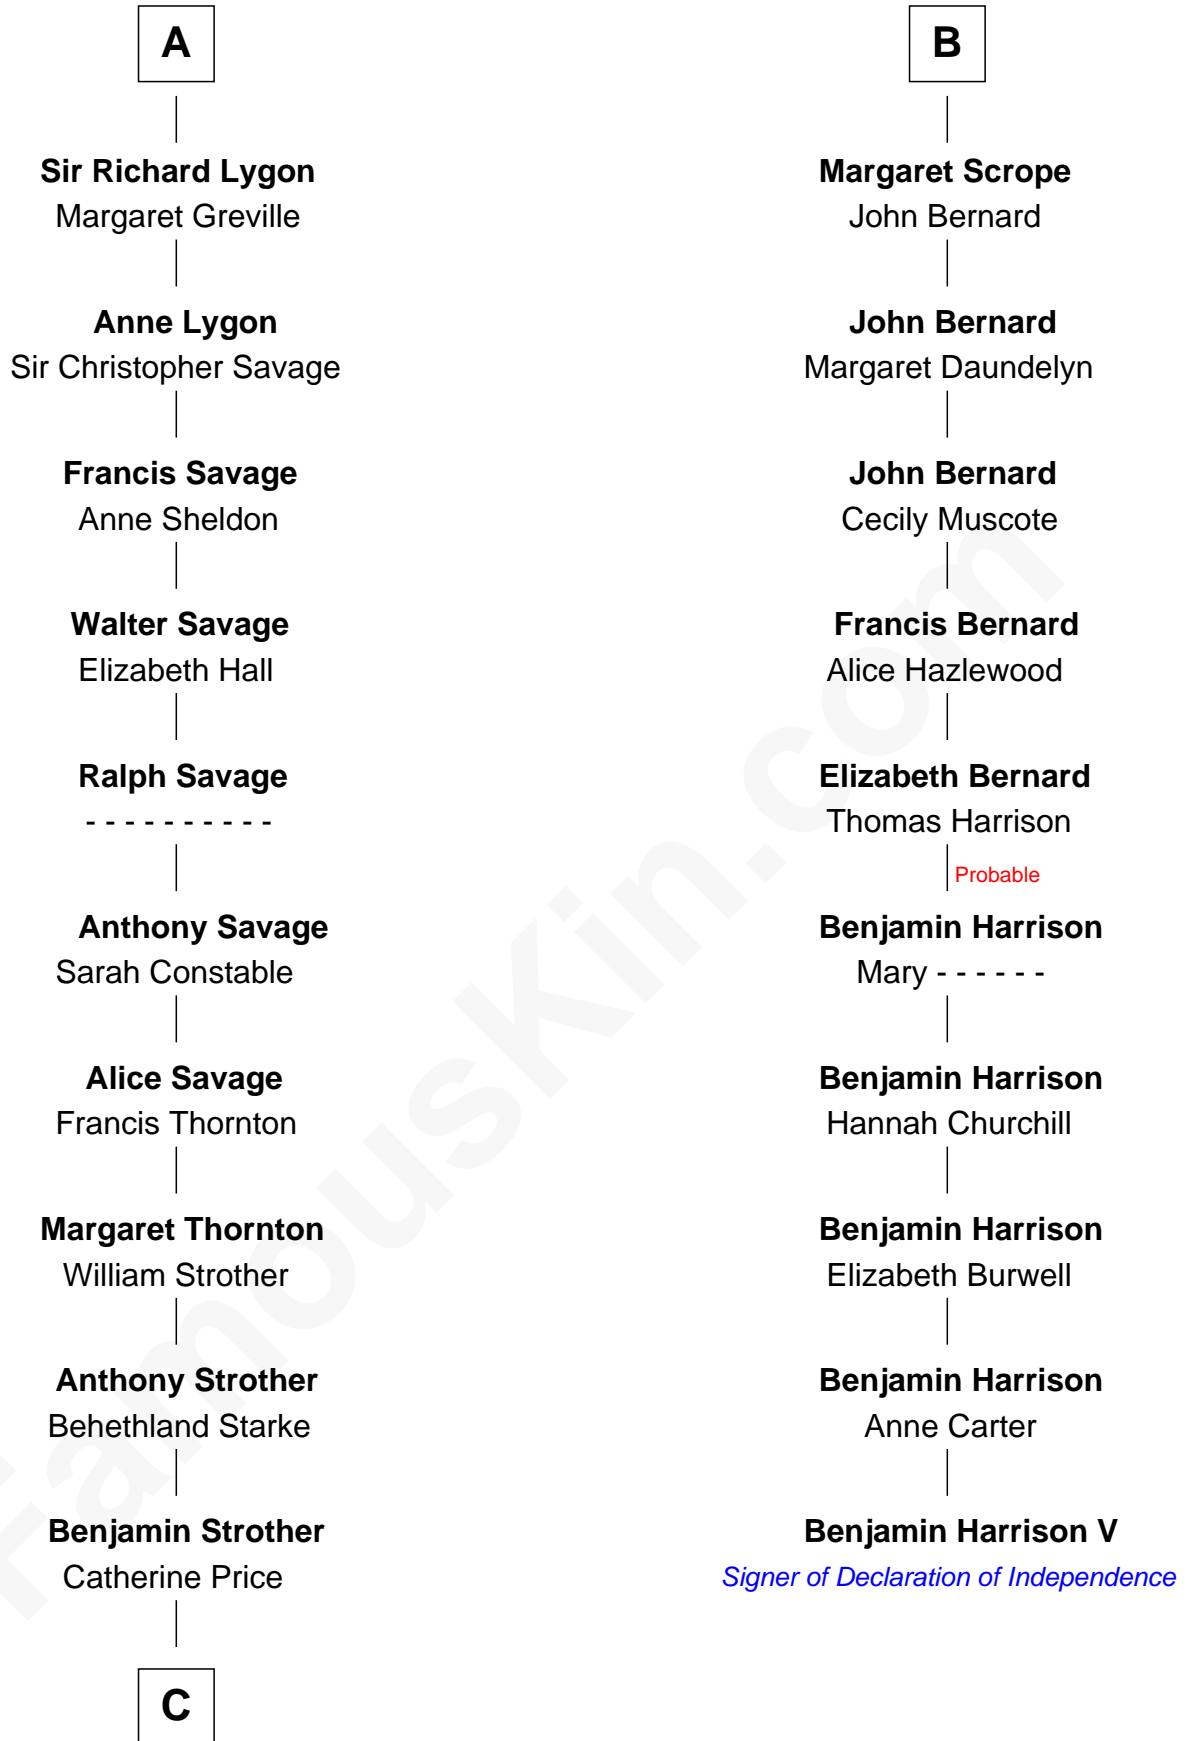 A
Sir Richard Lygon
Margaret Greville
Anne Lygon
Sir Christopher Savage
Francis Savage
Anne Sheldon
Walter Savage
Elizabeth Hall
Ralph Savage
- - - - - - - - - -
Anthony Savage
Sarah Constable
Alice Savage
Francis Thornton
Margaret Thornton
William Strother
Anthony Strother
Behethland Starke
Benjamin Strother
Catherine Price
C
B
Margaret Scrope
John Bernard
John Bernard
Margaret Daundelyn
John Bernard
Cecily Muscote
Francis Bernard
Alice Hazlewood
Elizabeth Bernard
Thomas Harrison
Probable
Benjamin Harrison
Mary - - - - - -
Benjamin Harrison
Hannah Churchill
Benjamin Harrison
Elizabeth Burwell
Benjamin Harrison
Anne Carter
Benjamin Harrison V
Signer of Declaration of Independence
FamousKin.com